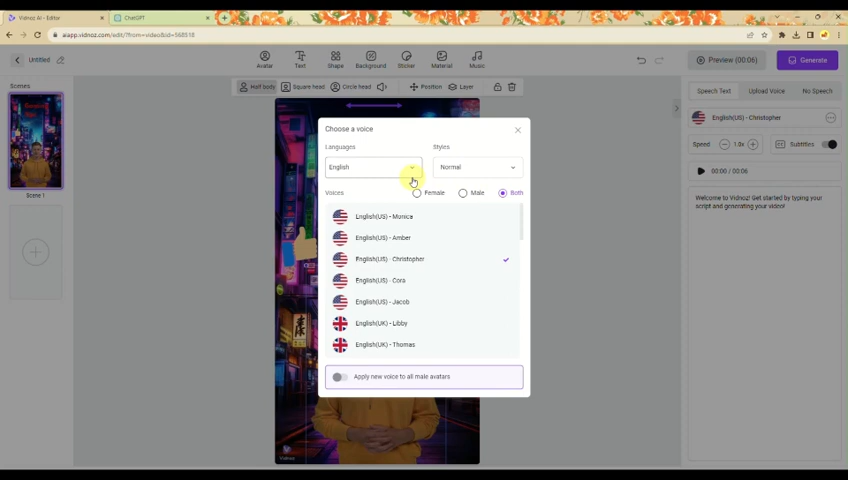 Vidnoz AI - Editor
ChatGPT
aiapp.vidnoz.com/edit/?from=video&id=568518
Untitled
Avatar
Text
Shape
Background
Sticker
Material
Music
Preview (00:06)
Generate
Scenes
Half body
Square head
Circle head
Position
Layer
Speech Text
Upload Voice
No Speech
English(US) - Christopher
Speed
1.0x
Subtitles
00:00 / 00:06
Welcome to Vidnoz! Get started by typing your
script and generating your video!
Scene 1
Choose a voice
Languages
Styles
English
Normal
Voices
Female
Male
Both
English(US) - Monica
English(US) - Amber
English(US) - Christopher
English(US) - Cora
English(US) - Jacob
English(UK) - Libby
English(UK) - Thomas
Apply new voice to all male avatars
Vidnoz